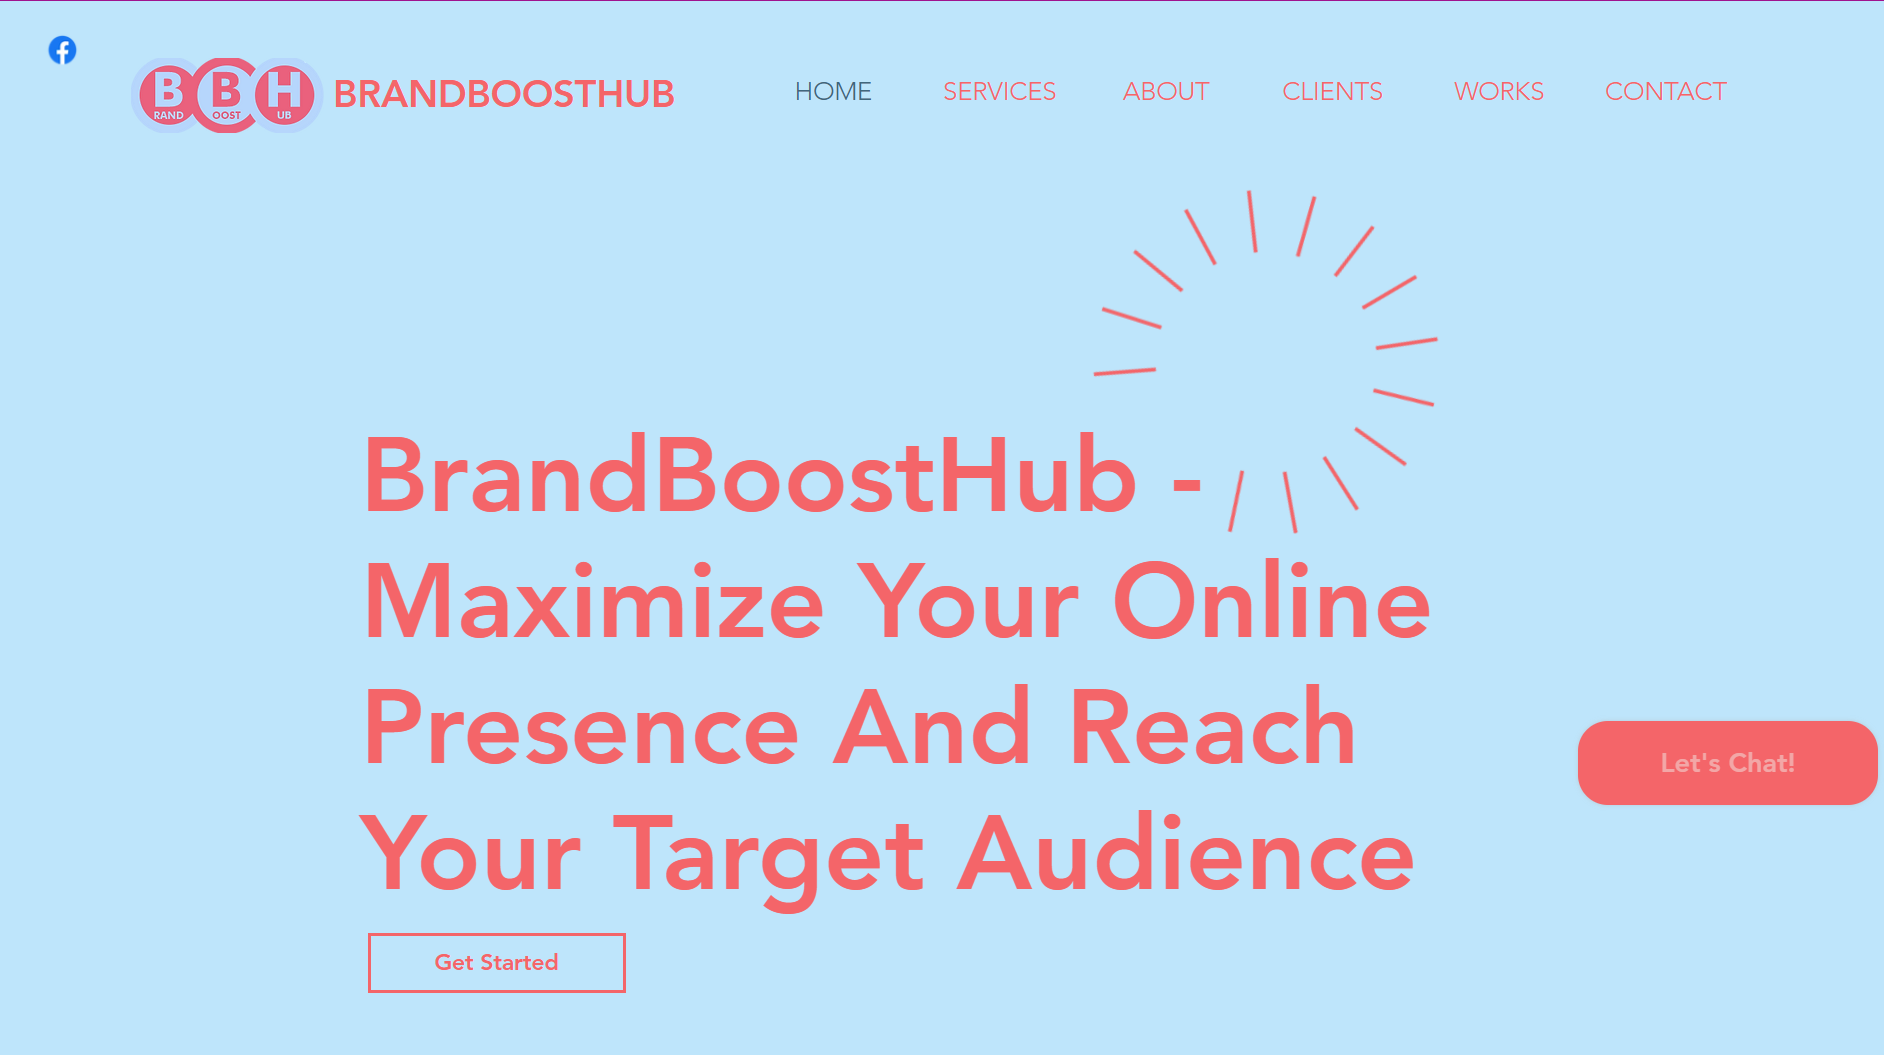 B B H
RAND OOST UB
BRANDBOOSTHUB
HOME SERVICES ABOUT CLIENTS WORKS CONTACT
BrandBoostHub -
Maximize Your Online
Presence And Reach
Your Target Audience
Let's Chat!
Get Started